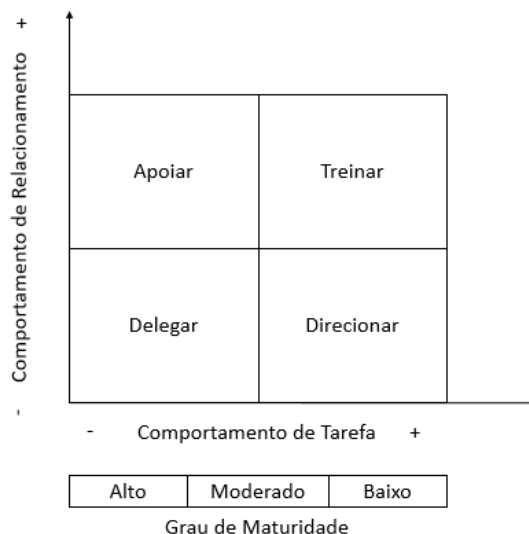 - Comportamento de Relacionamento +
Apoiar
Treinar
Delegar
Direcionar
- Comportamento de Tarefa +
Alto
Moderado
Baixo
Grau de Maturidade